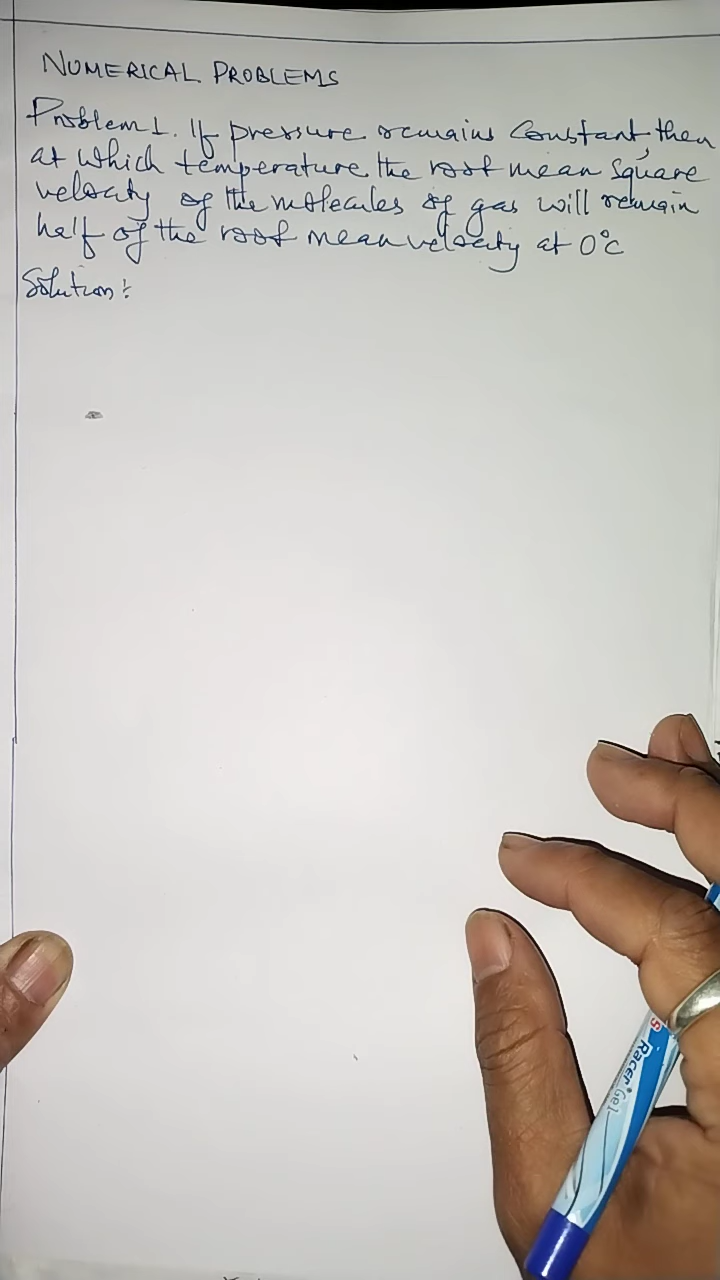 NUMERICAL PROBLEMS
Problem 1. If pressure remains Constant, then
at which temperature the root mean square
velocity of the molecules of gas will remain
half of the root mean velocity at 0°c
Solution:
Racer Gel